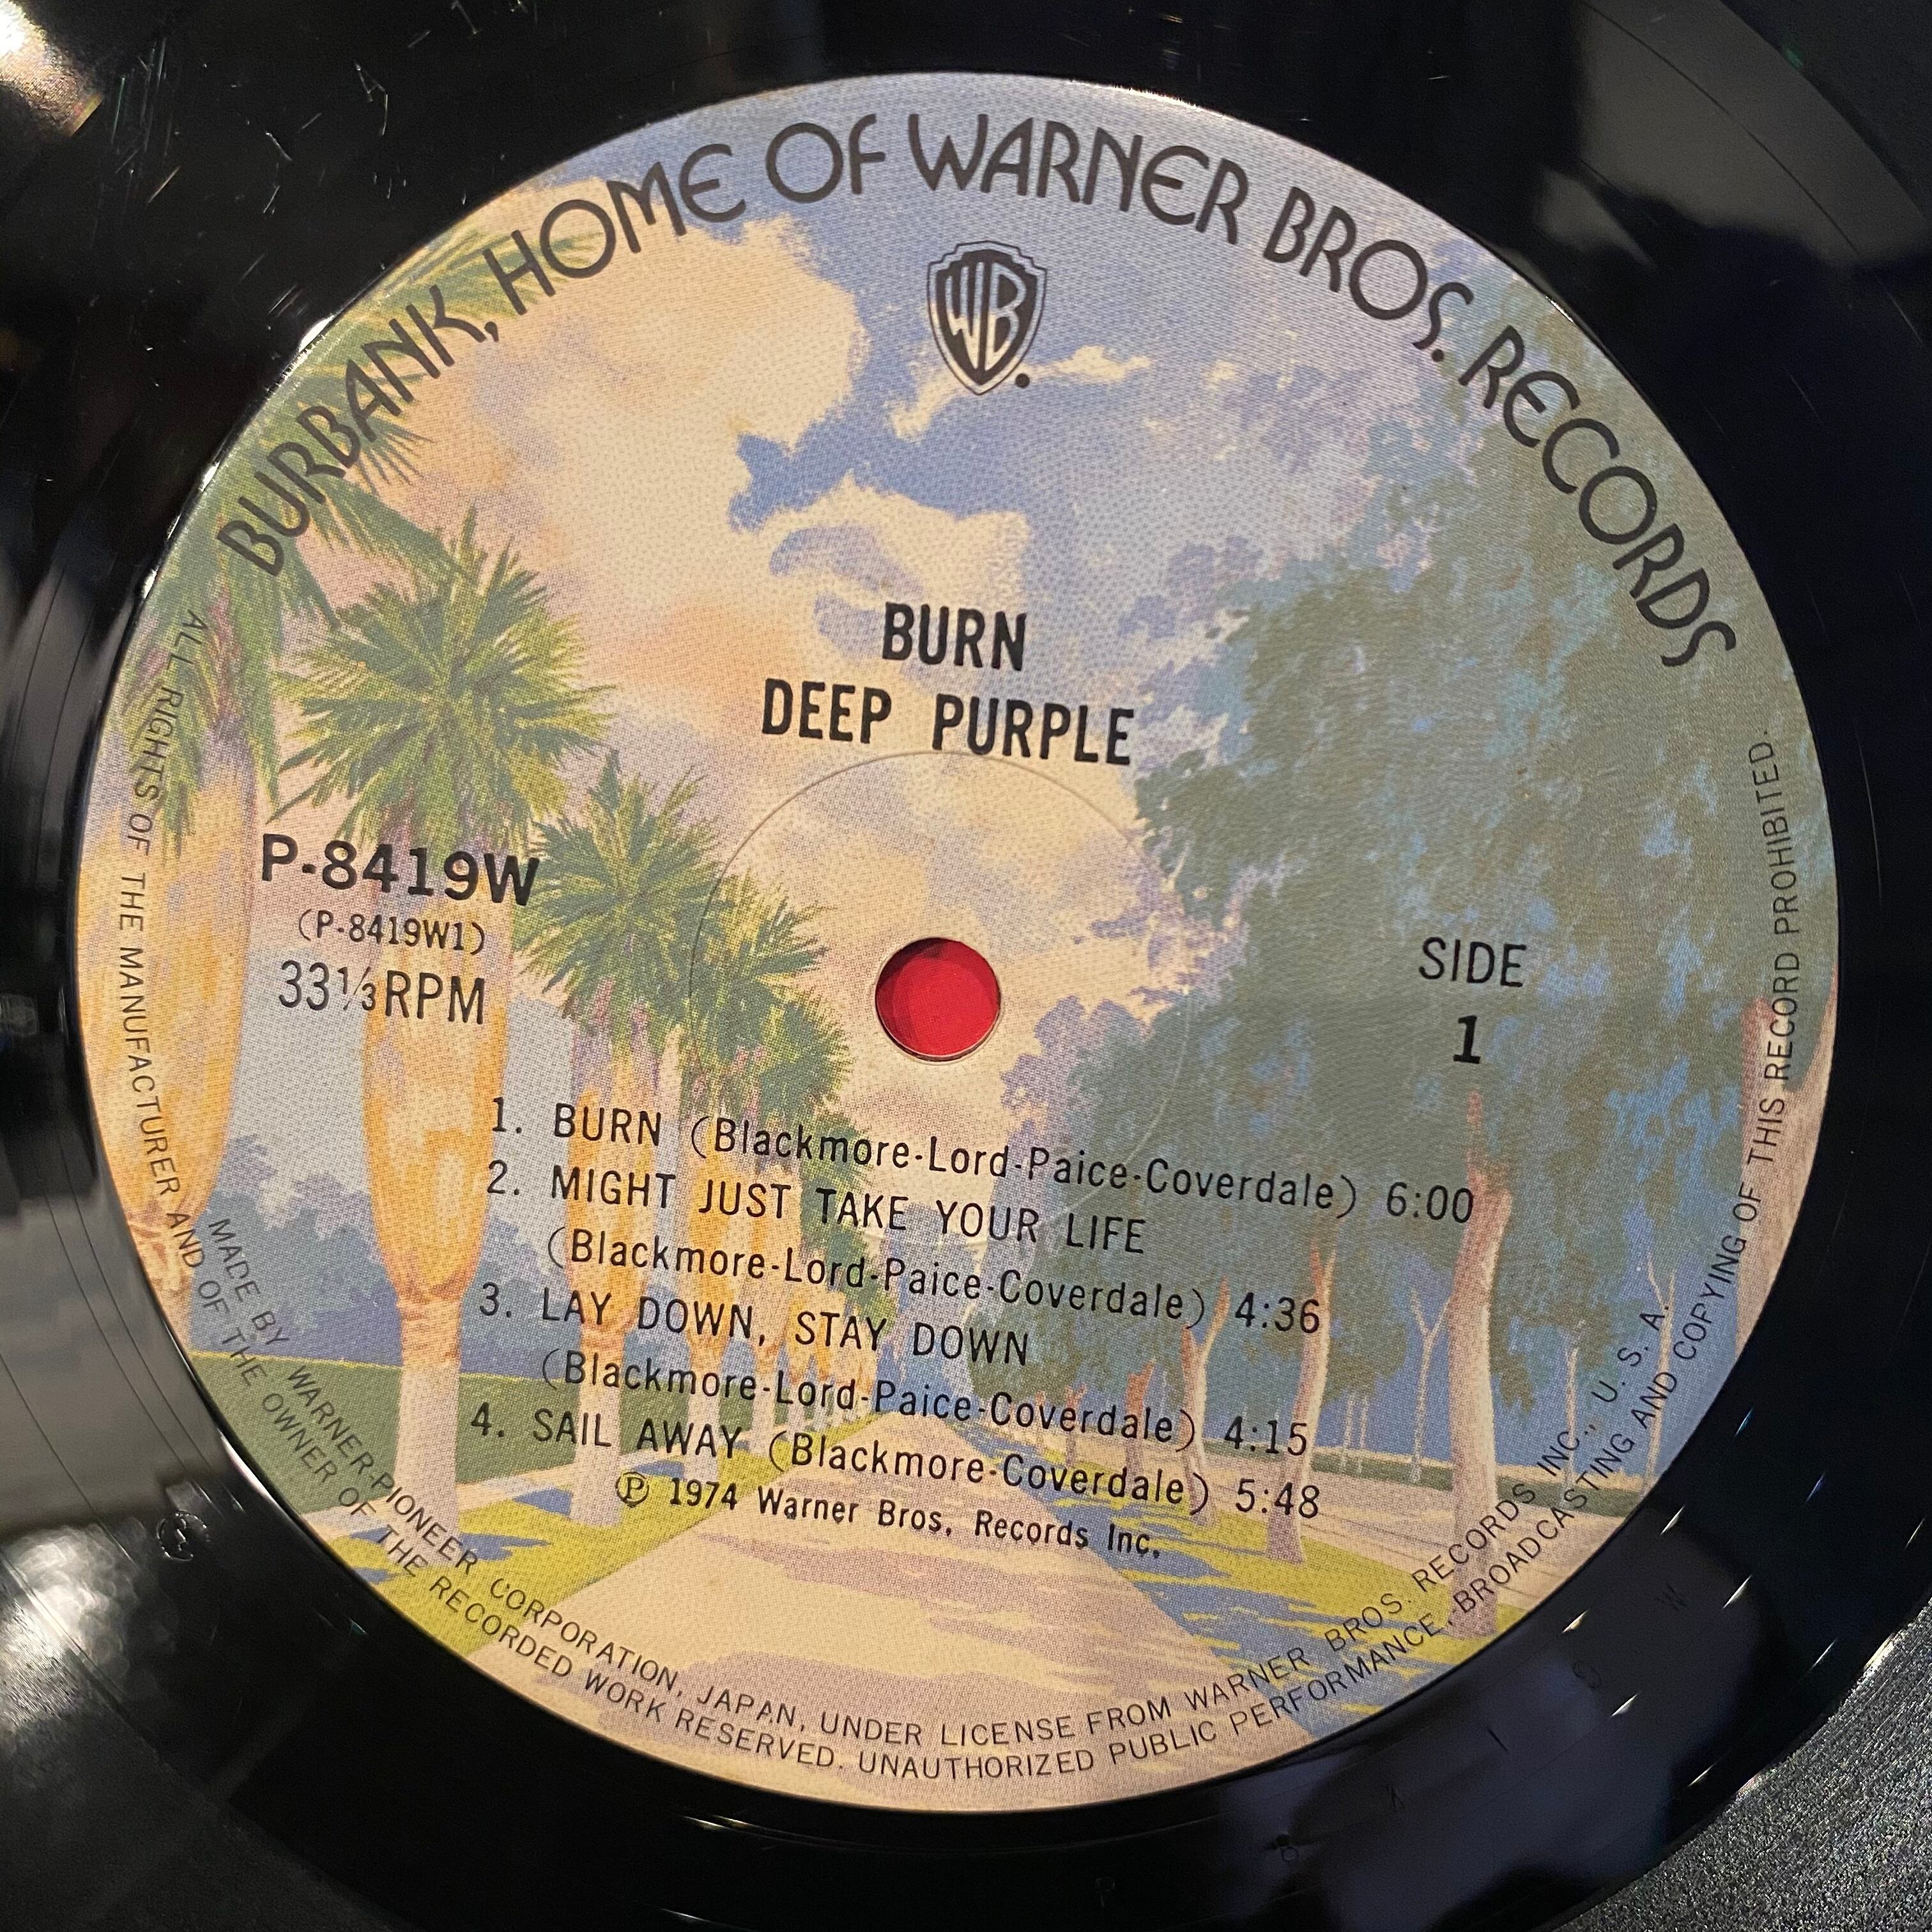 BURBANK, HOME OF WARNER BROS. RECORDS
WB
BURN
DEEP PURPLE
P-8419W
(P-8419W1)
33⅓RPM
SIDE
1
1. BURN (Blackmore-Lord-Paice-Coverdale) 6:00
2. MIGHT JUST TAKE YOUR LIFE
(Blackmore-Lord-Paice-Coverdale) 4:36
3. LAY DOWN, STAY DOWN
(Blackmore-Lord-Paice-Coverdale) 4:15
4. SAIL AWAY (Blackmore-Coverdale) 5:48
Ⓟ 1974 Warner Bros. Records Inc.
MADE BY WARNER-PIONEER CORPORATION, JAPAN, UNDER LICENSE FROM WARNER BROS. RECORDS INC., U. S. A.
ALL RIGHTS OF THE MANUFACTURER AND OF THE OWNER OF THE RECORDED WORK RESERVED. UNAUTHORIZED PUBLIC PERFORMANCE, BROADCASTING AND COPYING OF THIS RECORD PROHIBITED.